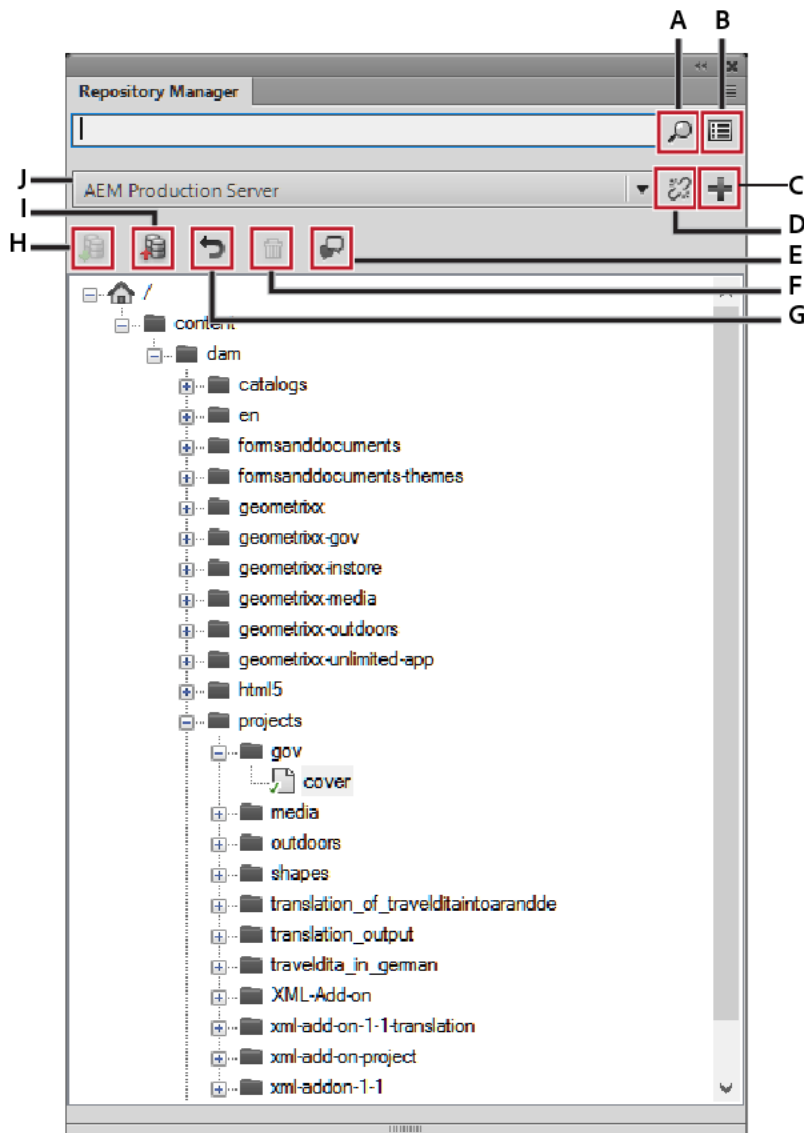 A B
Repository Manager
J AEM Production Server C
I D
H E
F
G
/
content
dam
catalogs
en
formsanddocuments
formsanddocuments-themes
geometrixx
geometrixx-gov
geometrixx-instore
geometrixx-media
geometrixx-outdoors
geometrixx-unlimited-app
html5
projects
gov
cover
media
outdoors
shapes
translation_of_travelditaintoarandde
translation_output
traveldita_in_german
XML-Add-on
xml-add-on-1-1-translation
xml-add-on-project
xml-addon-1-1